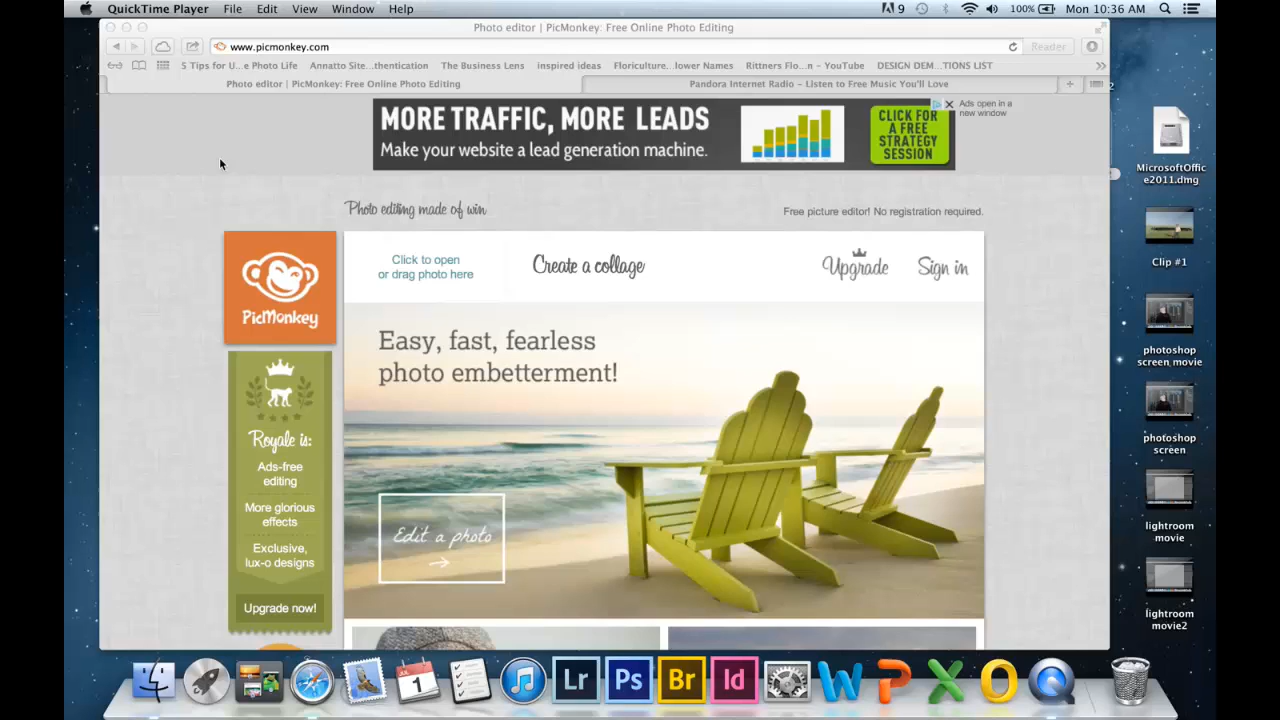 QuickTime Player File Edit View Window Help
9 100% Mon 10:36 AM
Photo editor | PicMonkey: Free Online Photo Editing
www.picmonkey.com
Reader
5 Tips for U...e Photo Life Annatto Site...thentication The Business Lens inspired ideas Floriculture...lower Names Rittners Flo...n - YouTube DESIGN DEM...TIONS LIST
Photo editor | PicMonkey: Free Online Photo Editing
Pandora Internet Radio - Listen to Free Music You'll Love
MORE TRAFFIC, MORE LEADS
Make your website a lead generation machine.
CLICK FOR
A FREE
STRATEGY
SESSION
Ads open in a
new window
Photo editing made of win
Free picture editor! No registration required.
PicMonkey
Click to open
or drag photo here
Create a collage
Upgrade
Sign in
Easy, fast, fearless
photo embetterment!
Edit a photo
Royale is:
Ads-free
editing
More glorious
effects
Exclusive,
lux-o designs
Upgrade now!
2
MicrosoftOffic
e2011.dmg
Clip #1
photoshop
screen movie
photoshop
screen
lightroom
movie
lightroom
movie2
1
Lr
Ps
Br
Id
W
P
X
O